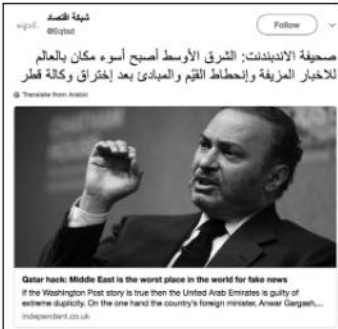 شبكة اقتصاد
@Eqtsd
Follow
صحيفة الاندبندنت: الشرق الأوسط أصبح أسوء مكان بالعالم
للاخبار المزيفة وإنحطاط القيّم والمبادئ بعد إختراق وكالة قطر
Translate from Arabic
Qatar hack: Middle East is the worst place in the world for fake news
If the Washington Post story is true then the United Arab Emirates is guilty of
extreme duplicity. On the one hand the country's foreign minister, Anwar Gargash,...
independent.co.uk